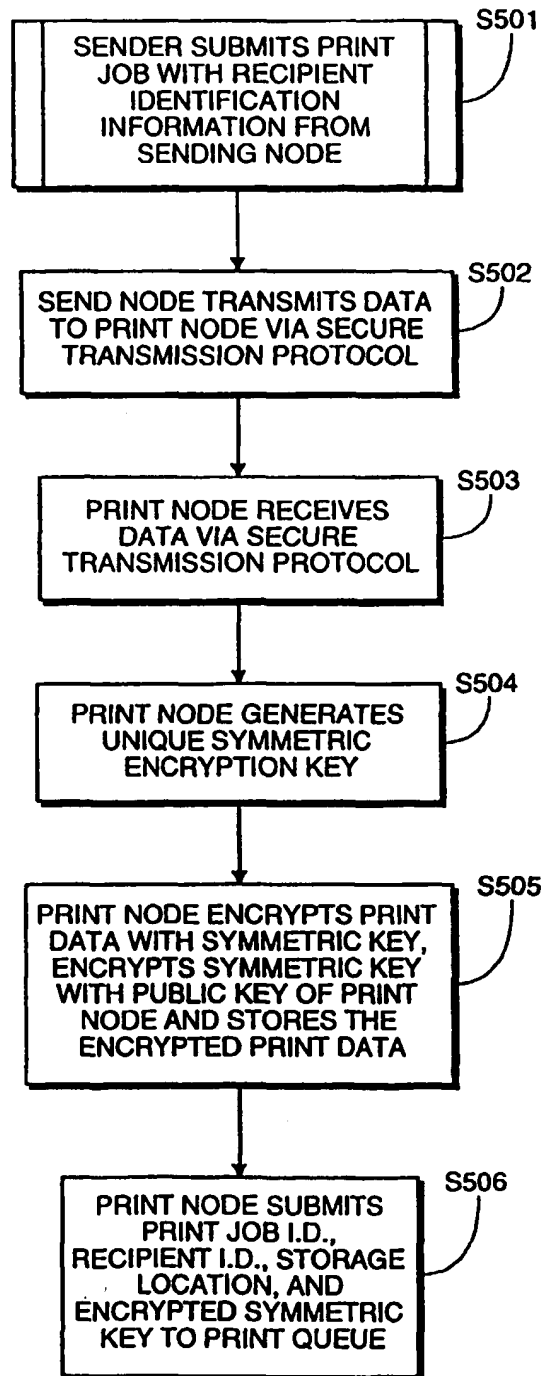 S501
SENDER SUBMITS PRINT
JOB WITH RECIPIENT
IDENTIFICATION
INFORMATION FROM
SENDING NODE
S502
SEND NODE TRANSMITS DATA
TO PRINT NODE VIA SECURE
TRANSMISSION PROTOCOL
S503
PRINT NODE RECEIVES
DATA VIA SECURE
TRANSMISSION PROTOCOL
S504
PRINT NODE GENERATES
UNIQUE SYMMETRIC
ENCRYPTION KEY
S505
PRINT NODE ENCRYPTS PRINT
DATA WITH SYMMETRIC KEY,
ENCRYPTS SYMMETRIC KEY
WITH PUBLIC KEY OF PRINT
NODE AND STORES THE
ENCRYPTED PRINT DATA
S506
PRINT NODE SUBMITS
PRINT JOB I.D.,
RECIPIENT I.D., STORAGE
LOCATION, AND
ENCRYPTED SYMMETRIC
KEY TO PRINT QUEUE